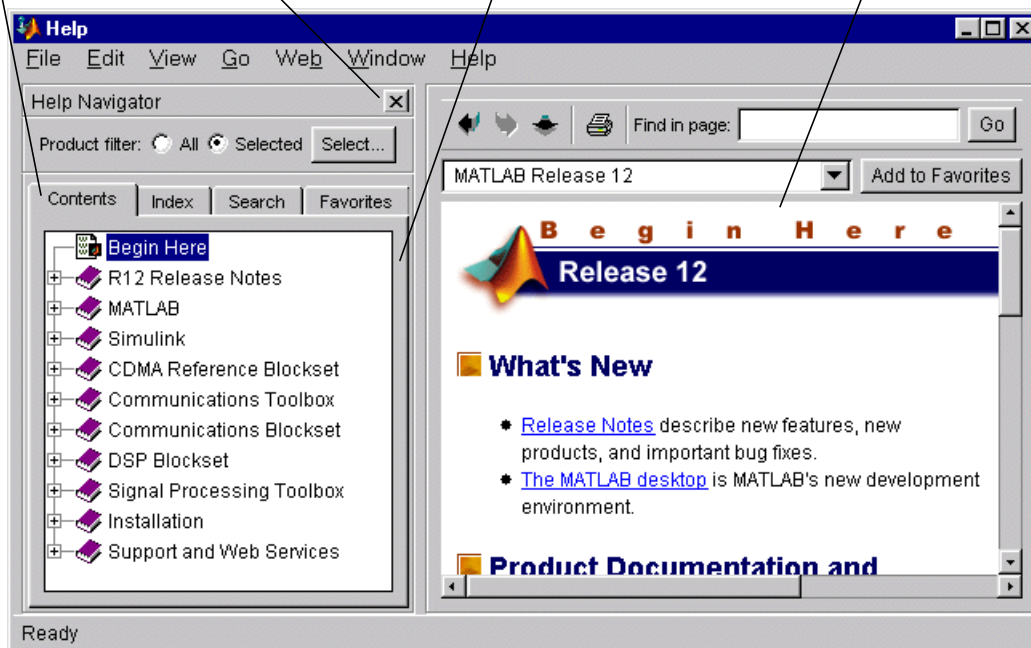 Help
File Edit View Go Web Window Help
Help Navigator
Product filter: All Selected Select...
Contents Index Search Favorites
Begin Here
R12 Release Notes
MATLAB
Simulink
CDMA Reference Blockset
Communications Toolbox
Communications Blockset
DSP Blockset
Signal Processing Toolbox
Installation
Support and Web Services
Find in page: Go
MATLAB Release 12 Add to Favorites
Begin Here
Release 12
What's New
Release Notes describe new features, new
products, and important bug fixes.
The MATLAB desktop is MATLAB's new development
environment.
Product Documentation and
Ready